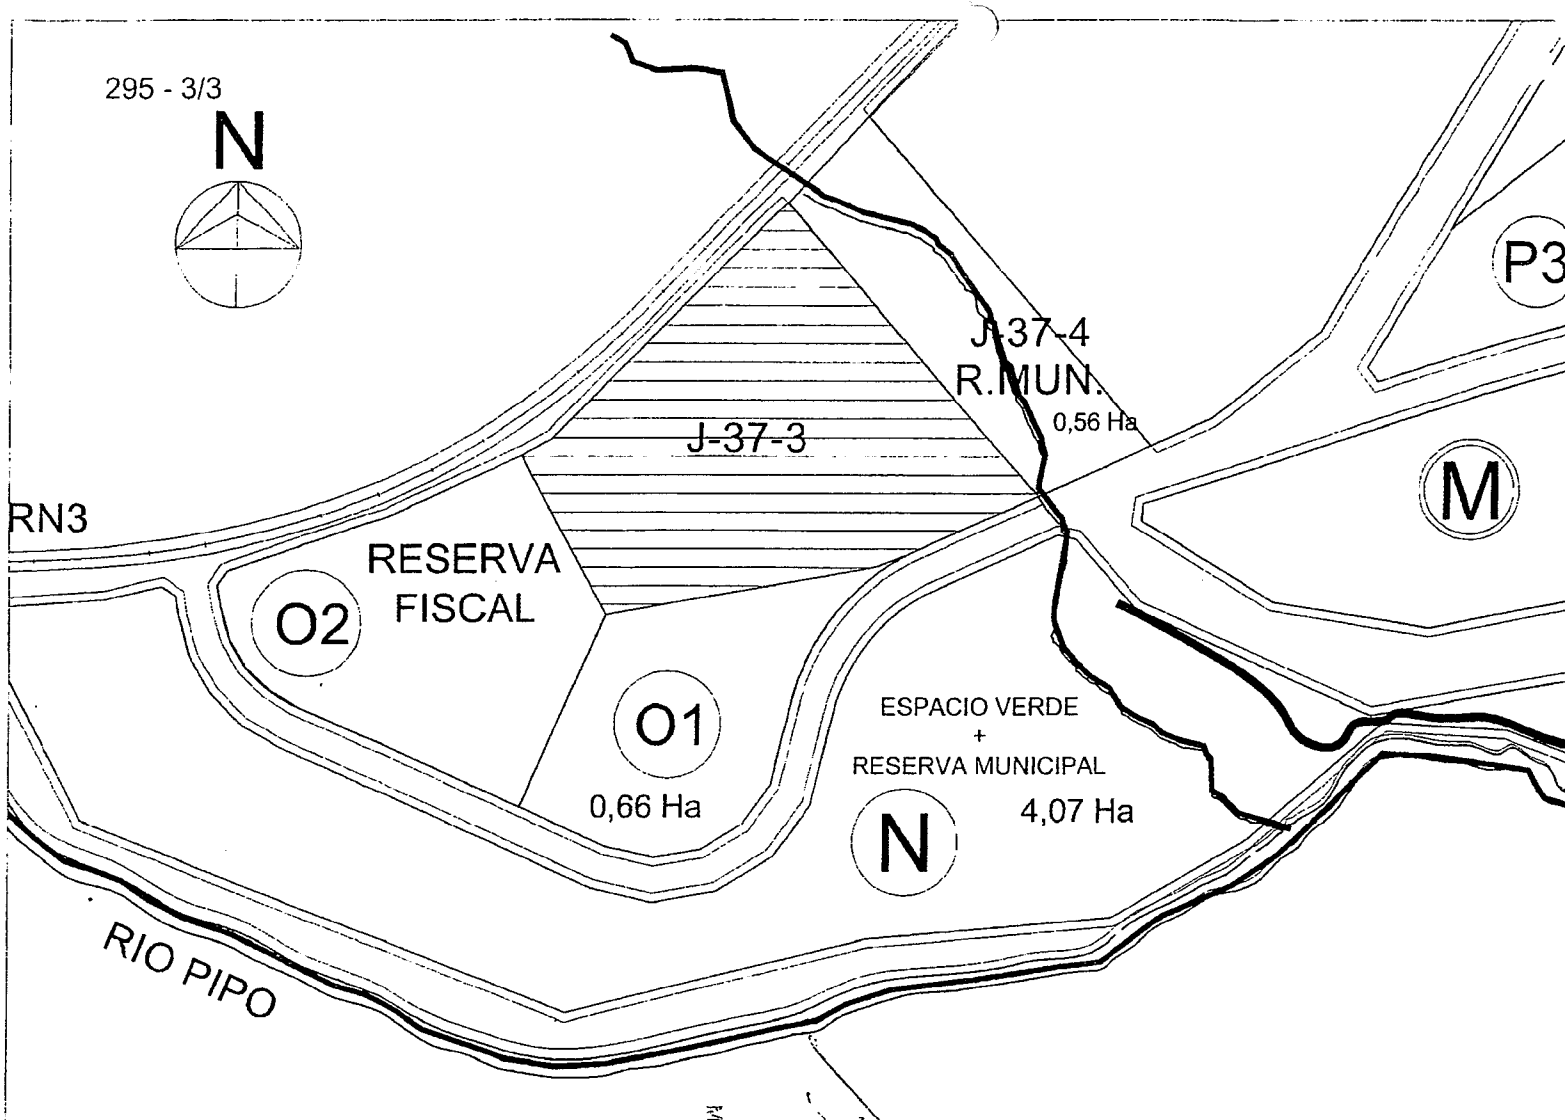 295 - 3/3
N
P3
J-37-4
R.MUN.
0,56 Ha
J-37-3
M
RN3
RESERVA
FISCAL
O2
O1
0,66 Ha
ESPACIO VERDE
+
RESERVA MUNICIPAL
4,07 Ha
N
RIO PIPO
M